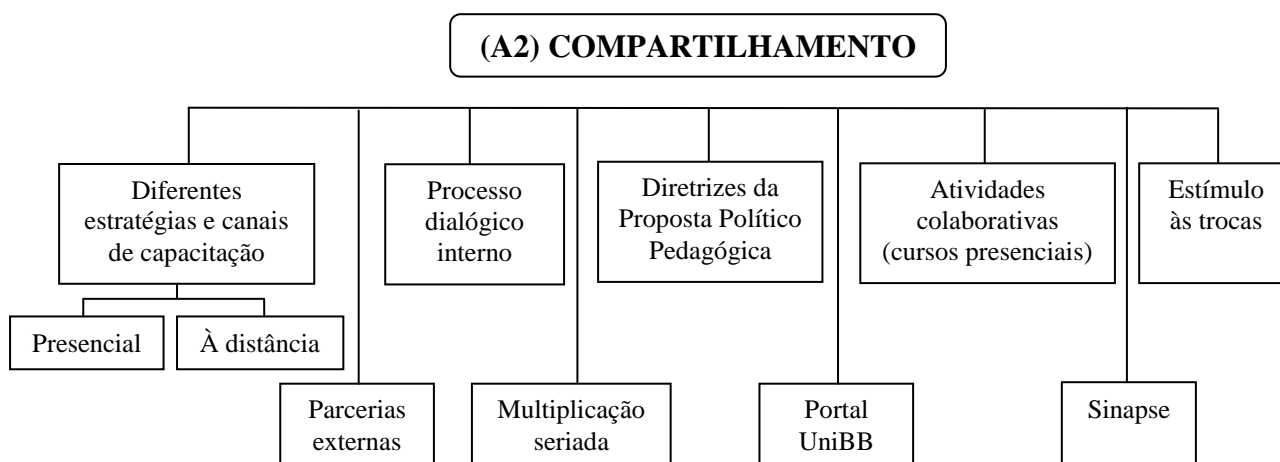 (A2) COMPARTILHAMENTO
Diferentes
estratégias e canais
de capacitação
Processo
dialógico
interno
Diretrizes da
Proposta Político
Pedagógica
Atividades
colaborativas
(cursos presenciais)
Estímulo
às trocas
Presencial
À distância
Parcerias
externas
Multiplicação
seriada
Portal
UniBB
Sinapse